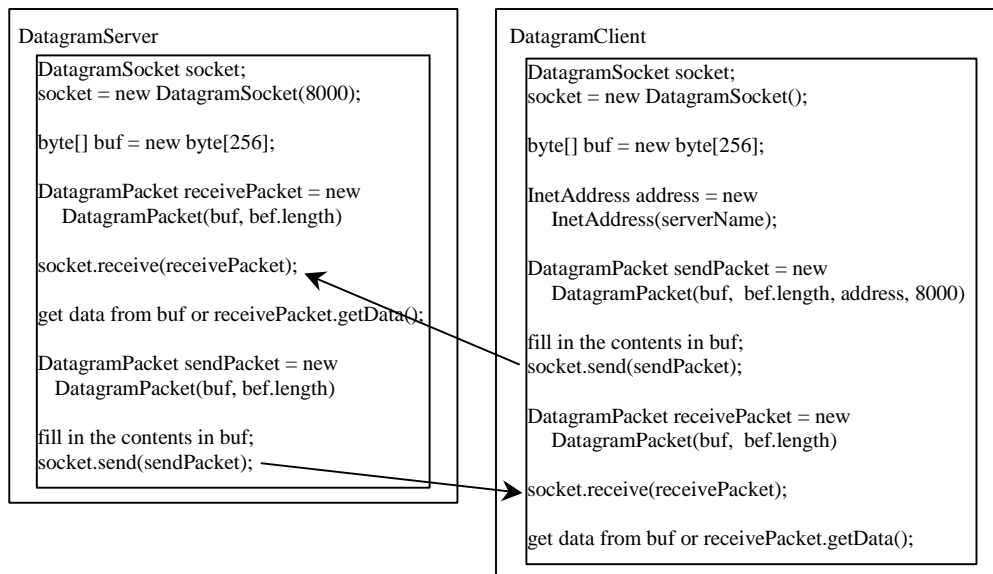 DatagramServer
DatagramSocket socket;
socket = new DatagramSocket(8000);
byte[] buf = new byte[256];
DatagramPacket receivePacket = new
DatagramPacket(buf, bef.length)
socket.receive(receivePacket);
get data from buf or receivePacket.getData();
DatagramPacket sendPacket = new
DatagramPacket(buf, bef.length)
fill in the contents in buf;
socket.send(sendPacket);
DatagramClient
DatagramSocket socket;
socket = new DatagramSocket();
byte[] buf = new byte[256];
InetAddress address = new
InetAddress(serverName);
DatagramPacket sendPacket = new
DatagramPacket(buf, bef.length, address, 8000)
fill in the contents in buf;
socket.send(sendPacket);
DatagramPacket receivePacket = new
DatagramPacket(buf, bef.length)
socket.receive(receivePacket);
get data from buf or receivePacket.getData();